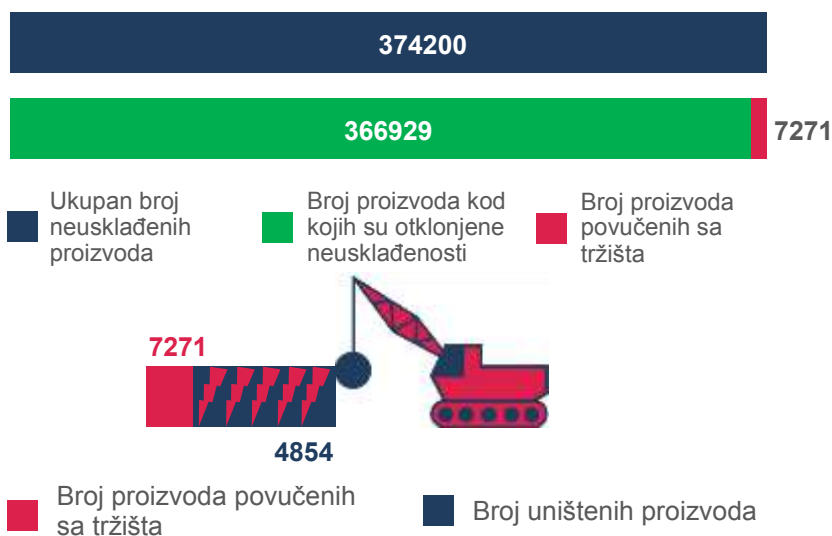 374200
366929
7271
Ukupan broj
neusklađenih
proizvoda
Broj proizvoda kod
kojih su otklonjene
neusklađenosti
Broj proizvoda
povučenih sa
tržišta
7271
4854
Broj proizvoda povučenih
sa tržišta
Broj uništenih proizvoda